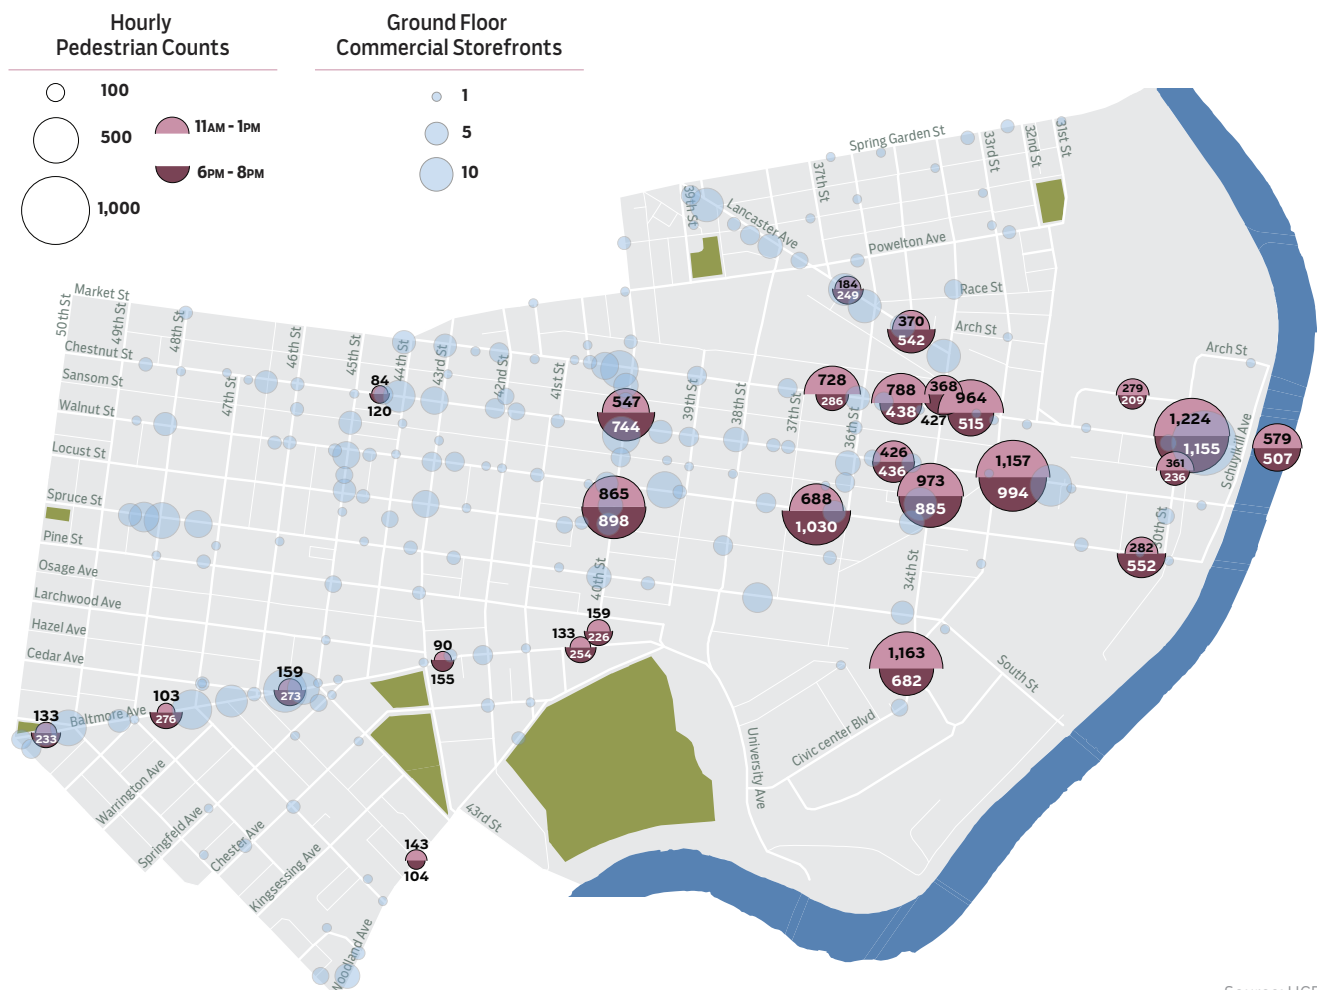 Hourly
Pedestrian Counts
Ground Floor
Commercial Storefronts
100
500
1,000
11AM - 1PM
6PM - 8PM
1
5
10
Spring Garden St
31st St
32nd St
33rd St
37th St
39th St
Lancaster Ave
Powelton Ave
Race St
Arch St
Arch St
Market St
50th St
49th St
48th St
47th St
46th St
45th St
44th St
43rd St
42nd St
41st St
39th St
38th St
37th St
36th St
Chestnut St
Sansom St
Walnut St
Locust St
Spruce St
Pine St
Osage Ave
Larchwood Ave
Hazel Ave
Cedar Ave
Baltmore Ave
40th St
34th St
30th St
Schuylkill Ave
South St
Civic center Blvd
University Ave
43rd St
Warrington Ave
Springfeld Ave
Chester Ave
Kingsessing Ave
Woodland Ave
184
249
370
542
84
120
547
744
728
286
788
438
368
427
964
515
279
209
1,224
1,155
361
236
579
507
426
436
973
885
1,157
994
865
898
688
1,030
282
552
159
226
133
254
90
155
1,163
682
159
273
103
276
133
233
143
104